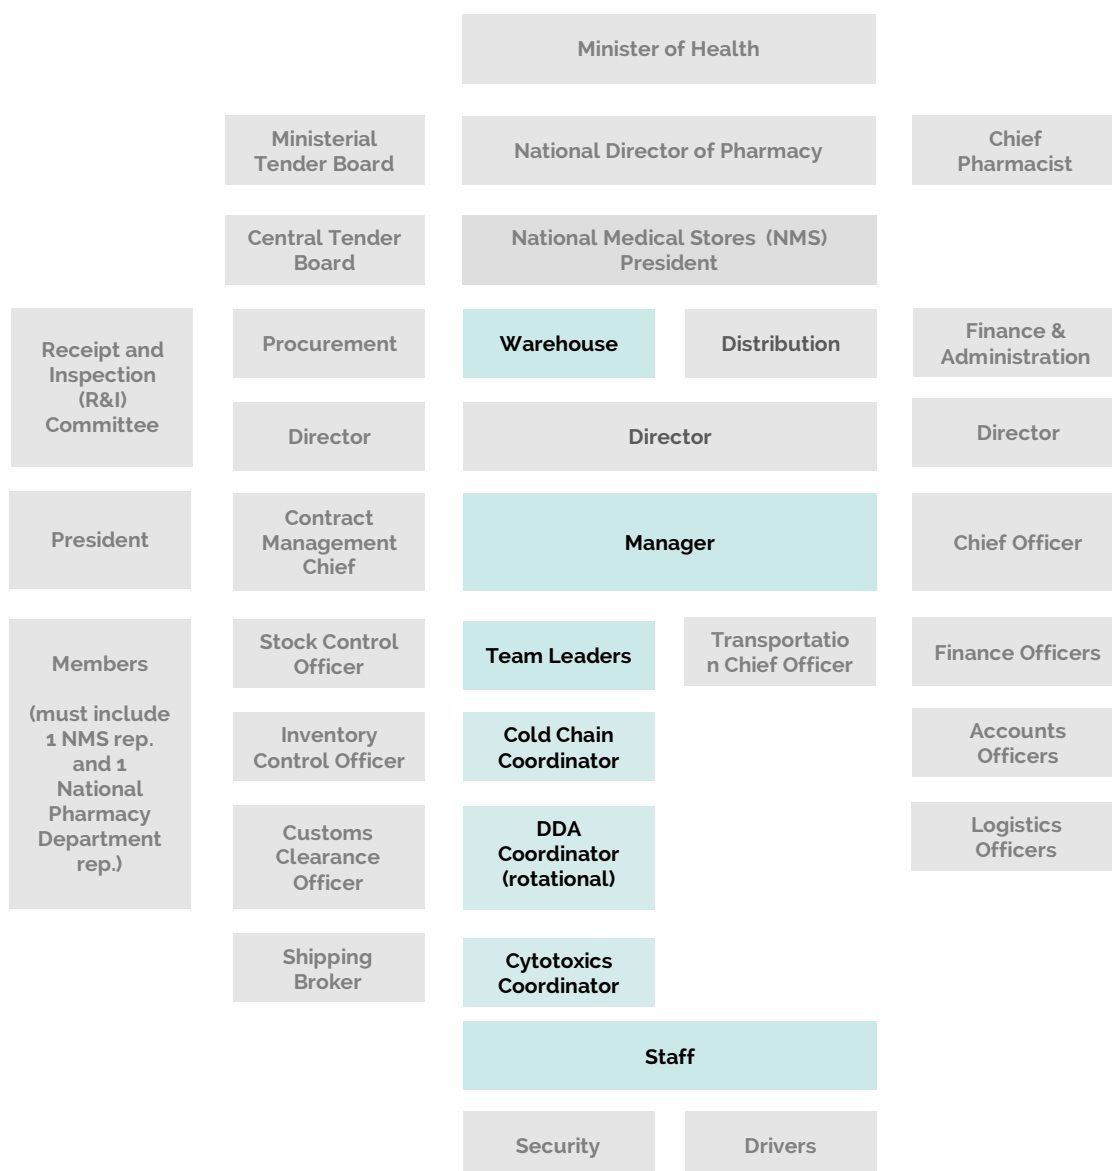 Minister of Health
Ministerial
Tender Board
National Director of Pharmacy
Chief
Pharmacist
Central Tender
Board
National Medical Stores (NMS)
President
Receipt and
Inspection
(R&I)
Committee
Procurement
Warehouse
Distribution
Finance &
Administration
Director
Director
Director
President
Contract
Management
Chief
Manager
Chief Officer
Members
(must include
1 NMS rep.
and 1
National
Pharmacy
Department
rep.)
Stock Control
Officer
Team Leaders
Transportatio
n Chief Officer
Finance Officers
Inventory
Control Officer
Cold Chain
Coordinator
Accounts
Officers
Customs
Clearance
Officer
DDA
Coordinator
(rotational)
Logistics
Officers
Shipping
Broker
Cytotoxics
Coordinator
Staff
Security
Drivers